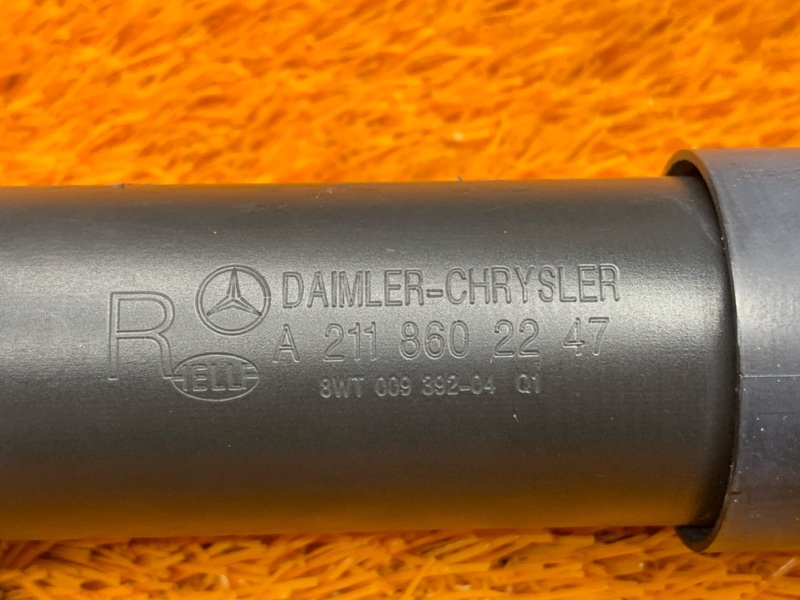 R DAIMLER-CHRYSLER
A 211 860 22 47
HELLA
8WT 009 392-04 Q1